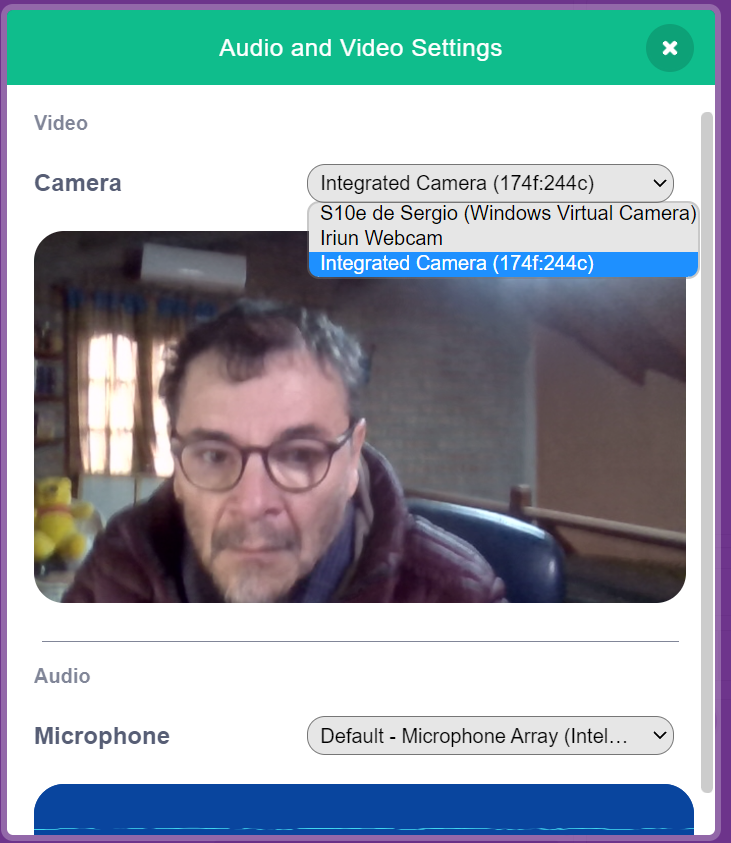 Audio and Video Settings
Video
Camera
Integrated Camera (174f:244c)
S10e de Sergio (Windows Virtual Camera)
Iriun Webcam
Integrated Camera (174f:244c)
Audio
Microphone
Default - Microphone Array (Intel…